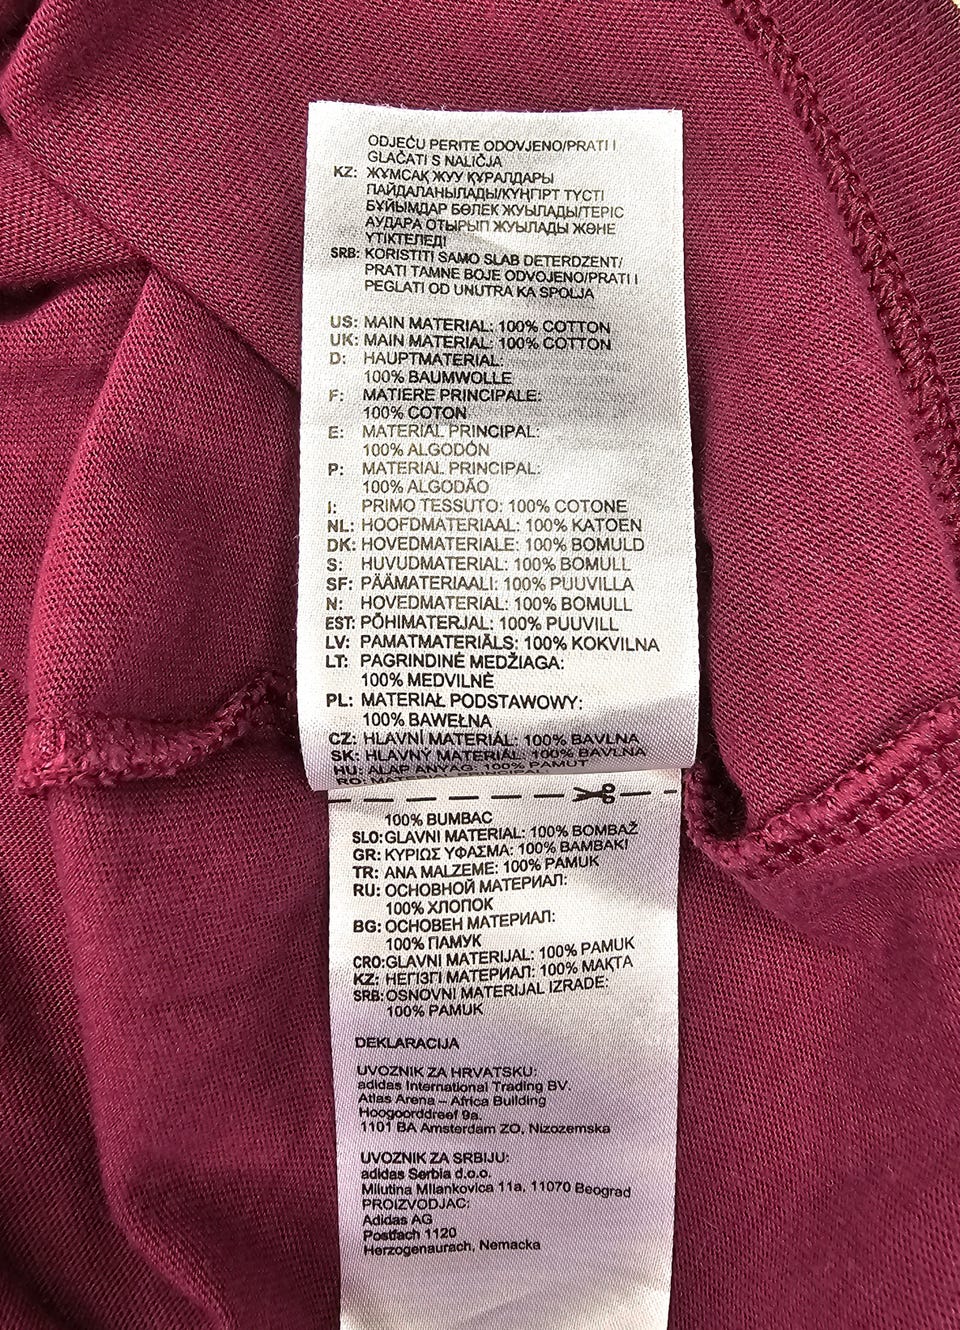 ODJEĆU PERITE ODOVJENO/PRATI I
GLAČATI S NALIČJA
KZ: ЖҰМСАҚ ЖУУ ҚҰРАЛДАРЫ
ПАЙДАЛАНЫЛАДЫ/КҮҢГІРТ ТҮСТІ
БҰЙЫМДАР БӨЛЕК ЖУЫЛАДЫ/ТЕРІС
АУДАРА ОТЫРЫП ЖУЫЛАДЫ ЖӘНЕ
ҮТІКТЕЛЕДІ
SRB: KORISTITI SAMO SLAB DETERDZENT/
PRATI TAMNE BOJE ODVOJENO/PRATI I
PEGLATI OD UNUTRA KA SPOLJA
US: MAIN MATERIAL: 100% COTTON
UK: MAIN MATERIAL: 100% COTTON
D: HAUPTMATERIAL:
100% BAUMWOLLE
F: MATIERE PRINCIPALE:
100% COTON
E: MATERIAL PRINCIPAL:
100% ALGODÓN
P: MATERIAL PRINCIPAL:
100% ALGODÃO
I: PRIMO TESSUTO: 100% COTONE
NL: HOOFDMATERIAAL: 100% KATOEN
DK: HOVEDMATERIALE: 100% BOMULD
S: HUVUDMATERIAL: 100% BOMULL
SF: PÄÄMATERIAALI: 100% PUUVILLA
N: HOVEDMATERIAL: 100% BOMULL
EST: PÕHIMATERJAL: 100% PUUVILL
LV: PAMATMATERIĀLS: 100% KOKVILNA
LT: PAGRINDINĖ MEDŽIAGA:
100% MEDVILNĖ
PL: MATERIAŁ PODSTAWOWY:
100% BAWEŁNA
CZ: HLAVNÍ MATERIÁL: 100% BAVLNA
SK: HLAVNÝ MATERIÁL: 100% BAVLNA
HU: ALAP ANYAG: 100% PAMUT
RO: MATERIAL PRINCIPAL:
100% BUMBAC
SLO: GLAVNI MATERIAL: 100% BOMBAŽ
GR: ΚΥΡΙΩΣ ΥΦΑΣΜΑ: 100% ΒΑΜΒΑΚΙ
TR: ANA MALZEME: 100% PAMUK
RU: ОСНОВНОЙ МАТЕРИАЛ:
100% ХЛОПОК
BG: ОСНОВЕН МАТЕРИАЛ:
100% ПАМУК
CRO: GLAVNI MATERIJAL: 100% PAMUK
KZ: НЕГІЗГІ МАТЕРИАЛ: 100% МАҚТА
SRB: OSNOVNI MATERIJAL IZRADE:
100% PAMUK
DEKLARACIJA
UVOZNIK ZA HRVATSKU:
adidas International Trading BV.
Atlas Arena – Africa Building
Hoogoorddreef 9a.
1101 BA Amsterdam ZO, Nizozemska
UVOZNIK ZA SRBIJU:
adidas Serbia d.o.o.
Milutina Milankovica 11a, 11070 Beograd
PROIZVODJAC:
Adidas AG
Postfach 1120
Herzogenaurach, Nemacka